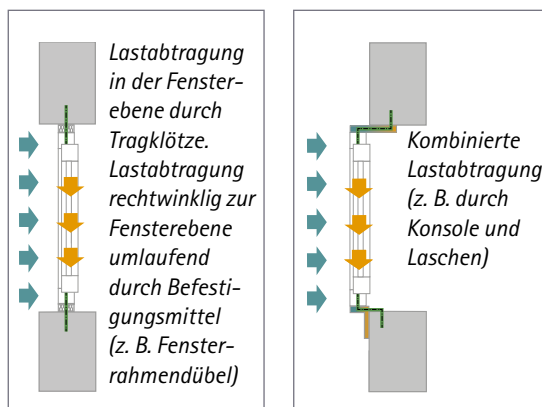 Lastabtragung
in der Fenster-
ebene durch
Tragklötze.
Lastabtragung
rechtwinklig zur
Fensterebene
umlaufend
durch Befesti-
gungsmittel
(z. B. Fenster-
rahmendübel)
Kombinierte
Lastabtragung
(z. B. durch
Konsole und
Laschen)